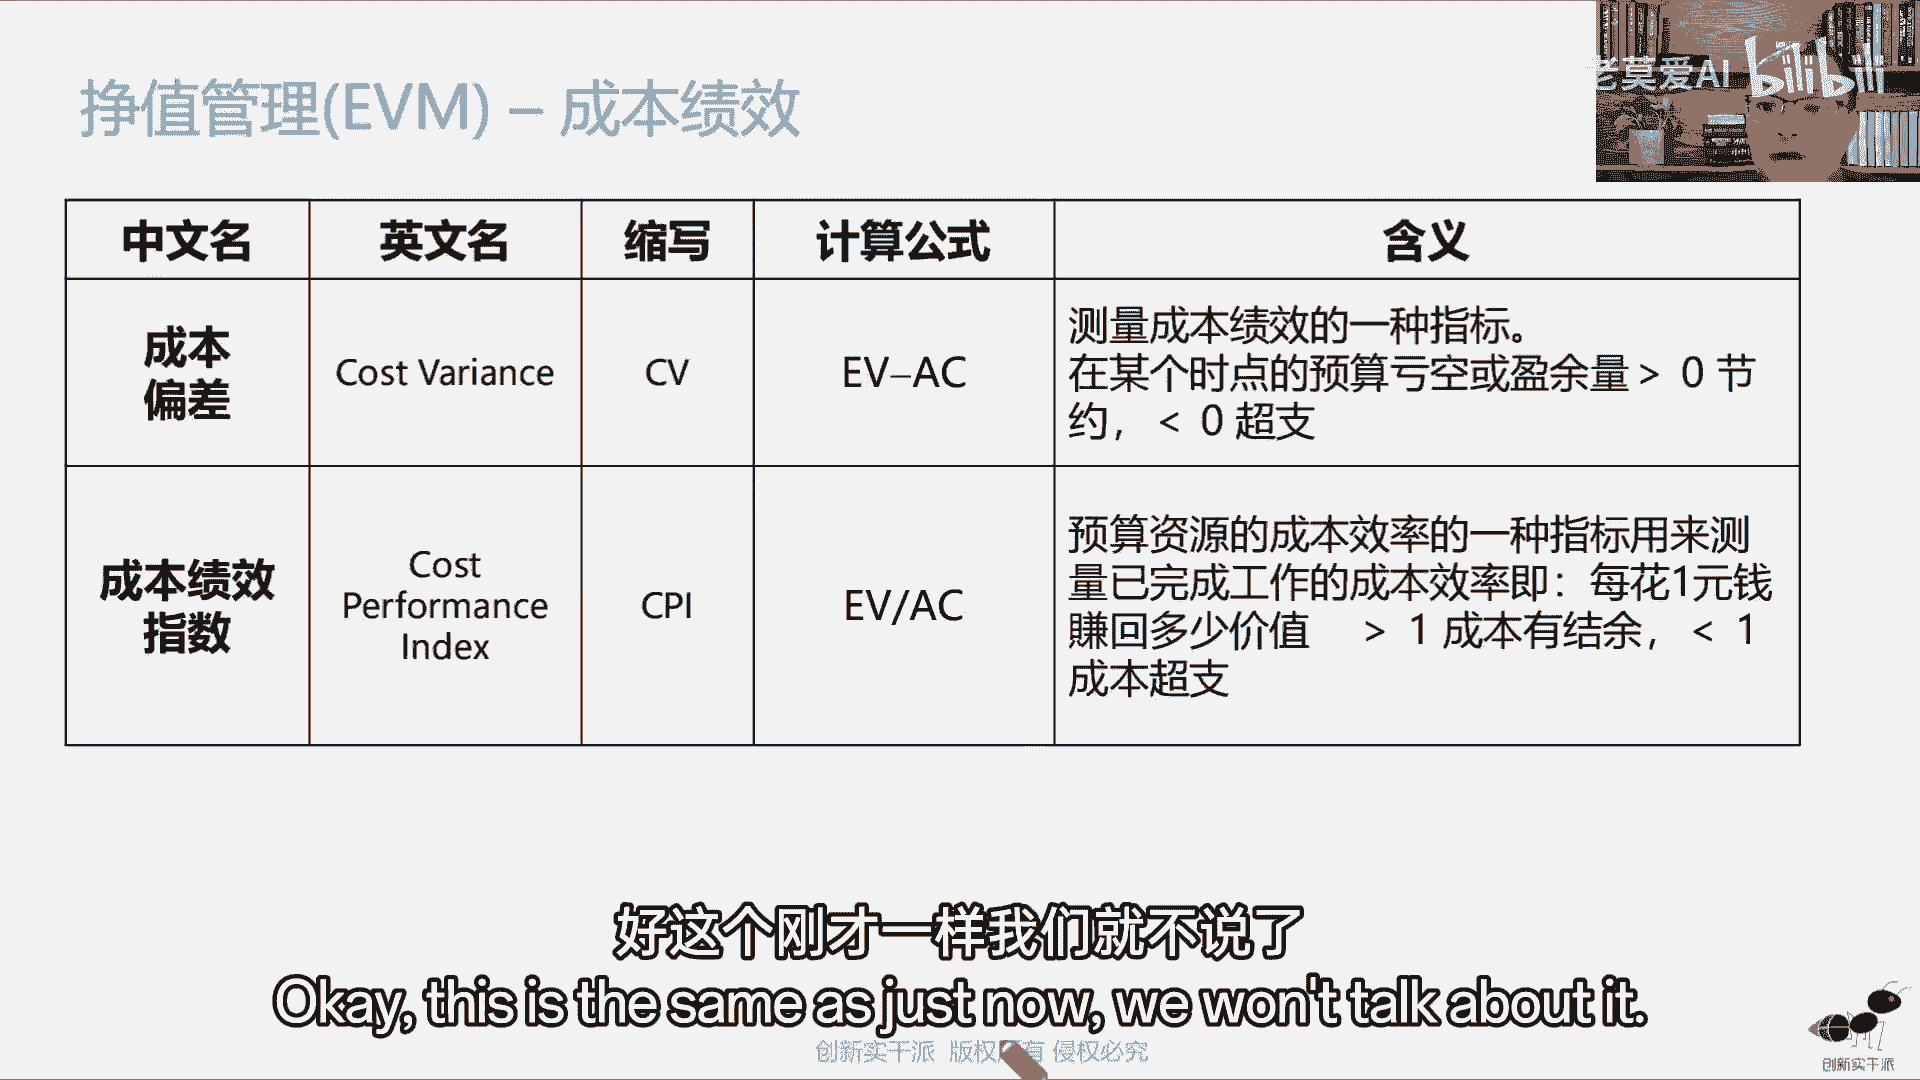 老莫爱AI
bilibili
挣值管理(EVM) – 成本绩效
中文名
英文名
缩写
计算公式
含义
成本
偏差
Cost Variance
CV
EV–AC
测量成本绩效的一种指标。
在某个时点的预算亏空或盈余量 > 0 节
约， < 0 超支
成本绩效
指数
Cost
Performance
Index
CPI
EV/AC
预算资源的成本效率的一种指标用来测
量已完成工作的成本效率即：每花1元钱
賺回多少价值 > 1 成本有结余， < 1
成本超支
好这个刚才一样我们就不说了
Okay, this is the same as just now, we won't talk about it.
创新实干派 版权所有 侵权必究
创新实干派